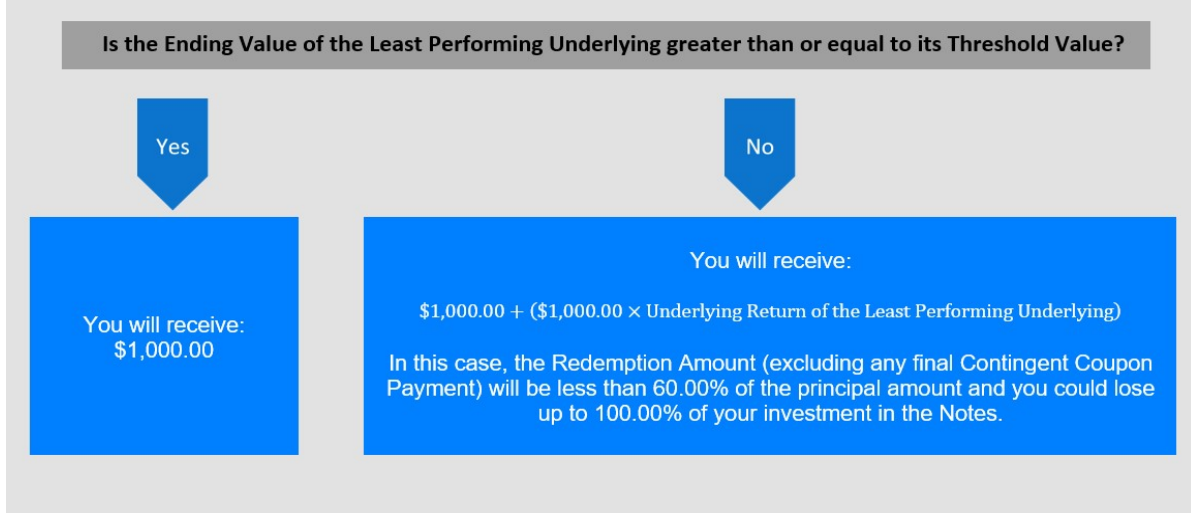 Is the Ending Value of the Least Performing Underlying greater than or equal to its Threshold Value?
Yes
No
You will receive:
$1,000.00
You will receive:
$1,000.00 + ($1,000.00 × Underlying Return of the Least Performing Underlying)
In this case, the Redemption Amount (excluding any final Contingent Coupon
Payment) will be less than 60.00% of the principal amount and you could lose
up to 100.00% of your investment in the Notes.